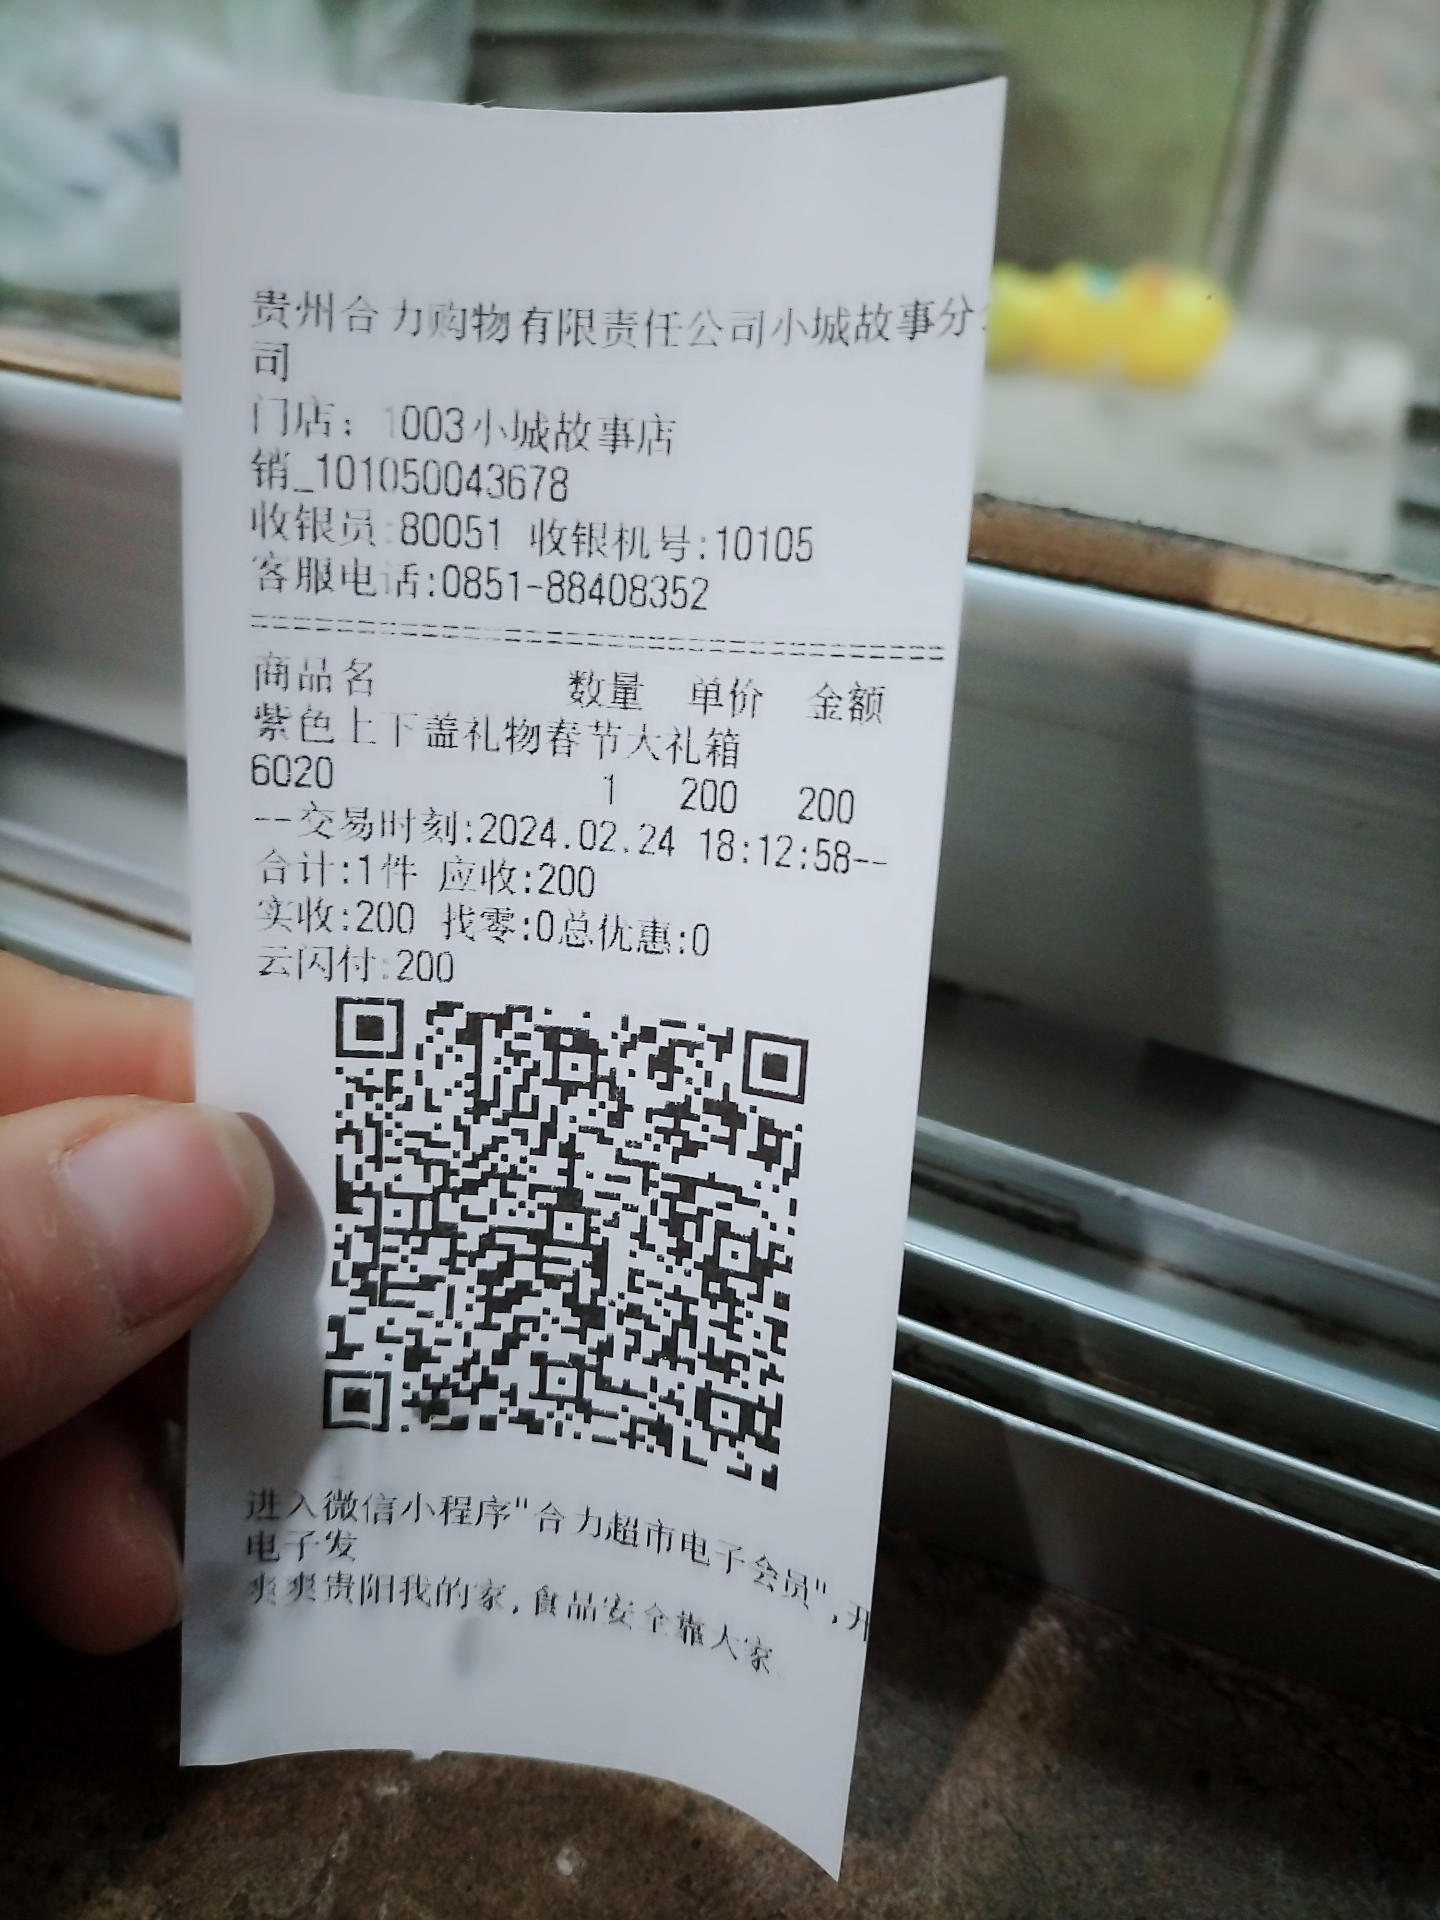 贵州合力购物有限责任公司小城故事分
司
门店：1003小城故事店
销_101050043678
收银员:80051 收银机号:10105
客服电话:0851-88408352
商品名 数量 单价 金额
紫色上下盖礼物春节大礼箱
6020 1 200 200
--交易时刻:2024.02.24 18:12:58--
合计:1件 应收:200
实收:200 找零:0总优惠:0
云闪付:200
进入微信小程序"合力超市电子会员",开
电子发
爽爽贵阳我的家,食品安全靠大家